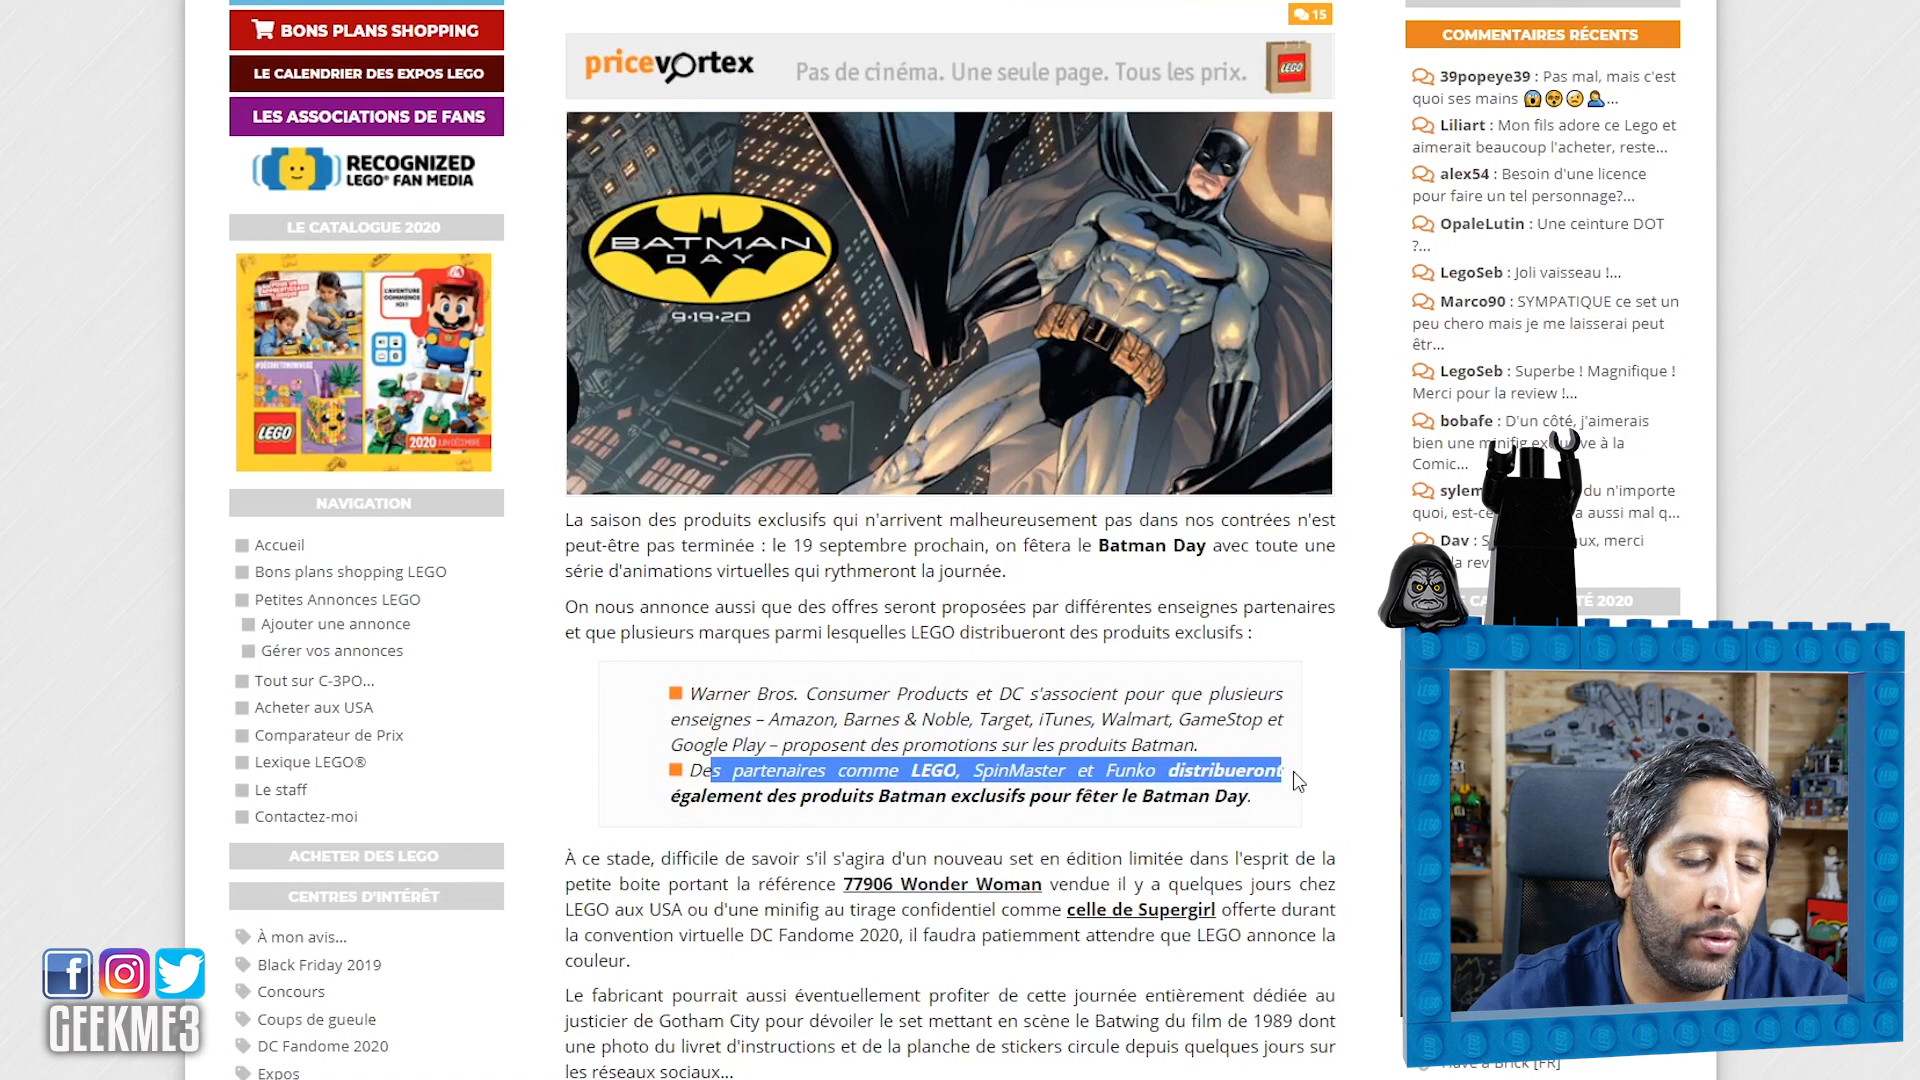 BONS PLANS SHOPPING
LE CALENDRIER DES EXPOS LEGO
LES ASSOCIATIONS DE FANS
RECOGNIZED
LEGO® FAN MEDIA
LE CATALOGUE 2020
L'AVENTURE
COMMENCE
ICI !
LEGO
2020 JUIN DÉCEMBRE
NAVIGATION
Accueil
Bons plans shopping LEGO
Petites Annonces LEGO
Ajouter une annonce
Gérer vos annonces
Tout sur C-3PO...
Acheter aux USA
Comparateur de Prix
Lexique LEGO®
Le staff
Contactez-moi
ACHETER DES LEGO
CENTRES D'INTÉRÊT
À mon avis...
Black Friday 2019
Concours
Coups de gueule
DC Fandome 2020
Expos
GEEKME3
15
pricevortex
Pas de cinéma. Une seule page. Tous les prix.
LEGO
BATMAN
DAY
9·19·20
La saison des produits exclusifs qui n'arrivent malheureusement pas dans nos contrées n'est
peut-être pas terminée : le 19 septembre prochain, on fêtera le Batman Day avec toute une
série d'animations virtuelles qui rythmeront la journée.
On nous annonce aussi que des offres seront proposées par différentes enseignes partenaires
et que plusieurs marques parmi lesquelles LEGO distribueront des produits exclusifs :
Warner Bros. Consumer Products et DC s'associent pour que plusieurs
enseignes – Amazon, Barnes & Noble, Target, iTunes, Walmart, GameStop et
Google Play – proposent des promotions sur les produits Batman.
Des partenaires comme LEGO, SpinMaster et Funko distribueront
également des produits Batman exclusifs pour fêter le Batman Day.
À ce stade, difficile de savoir s'il s'agira d'un nouveau set en édition limitée dans l'esprit de la
petite boite portant la référence 77906 Wonder Woman vendue il y a quelques jours chez
LEGO aux USA ou d'une minifig au tirage confidentiel comme celle de Supergirl offerte durant
la convention virtuelle DC Fandome 2020, il faudra patiemment attendre que LEGO annonce la
couleur.
Le fabricant pourrait aussi éventuellement profiter de cette journée entièrement dédiée au
justicier de Gotham City pour dévoiler le set mettant en scène le Batwing du film de 1989 dont
une photo du livret d'instructions et de la planche de stickers circule depuis quelques jours sur
les réseaux sociaux...
COMMENTAIRES RÉCENTS
39popeye39 : Pas mal, mais c'est
quoi ses mains 😱😲🤕🤦...
Liliart : Mon fils adore ce Lego et
aimerait beaucoup l'acheter, reste...
alex54 : Besoin d'une licence
pour faire un tel personnage?...
OpaleLutin : Une ceinture DOT
?...
LegoSeb : Joli vaisseau !...
Marco90 : SYMPATIQUE ce set un
peu chero mais je me laisserai peut
êtr...
LegoSeb : Superbe ! Magnifique !
Merci pour la review !...
bobafe : D'un côté, j'aimerais
bien une minifig à la
Comic...
du n'importe
quoi, aussi mal q...
Dav : merci
2020
[FR]